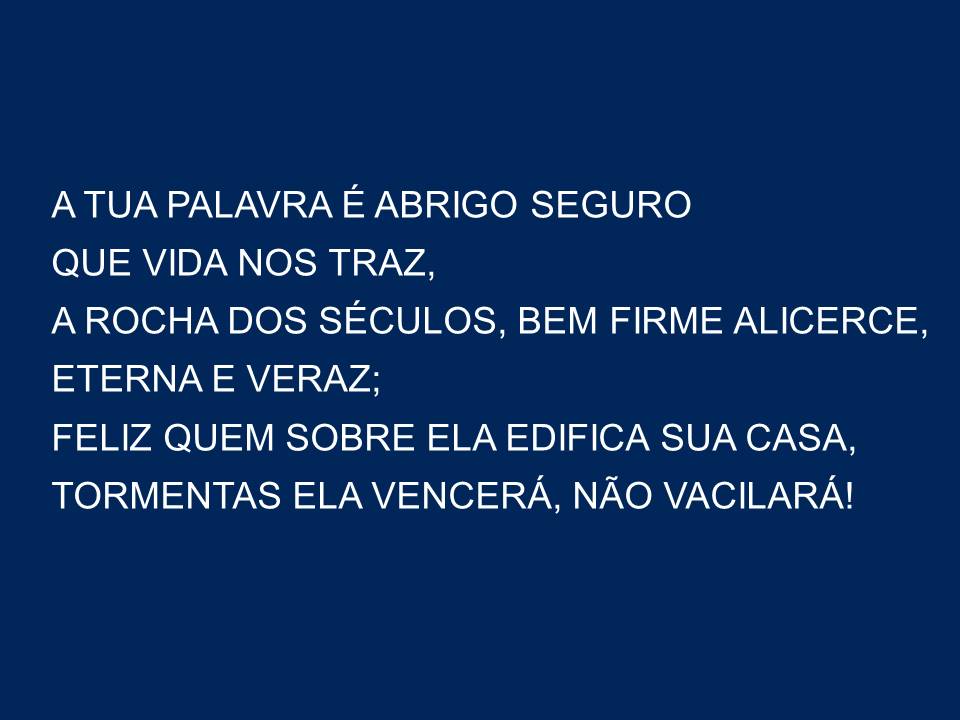 A TUA PALAVRA É ABRIGO SEGURO
QUE VIDA NOS TRAZ,
A ROCHA DOS SÉCULOS, BEM FIRME ALICERCE,
ETERNA E VERAZ;
FELIZ QUEM SOBRE ELA EDIFICA SUA CASA,
TORMENTAS ELA VENCERÁ, NÃO VACILARÁ!